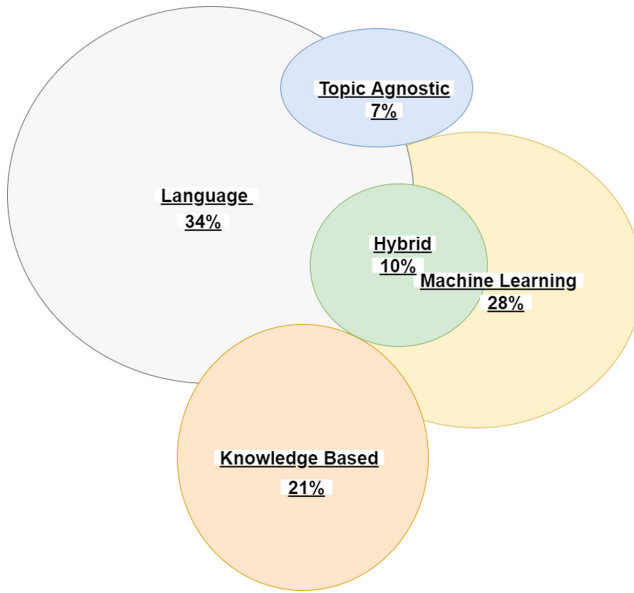 Topic Agnostic
7%
Language
34%
Hybrid
10%
Machine Learning
28%
Knowledge Based
21%